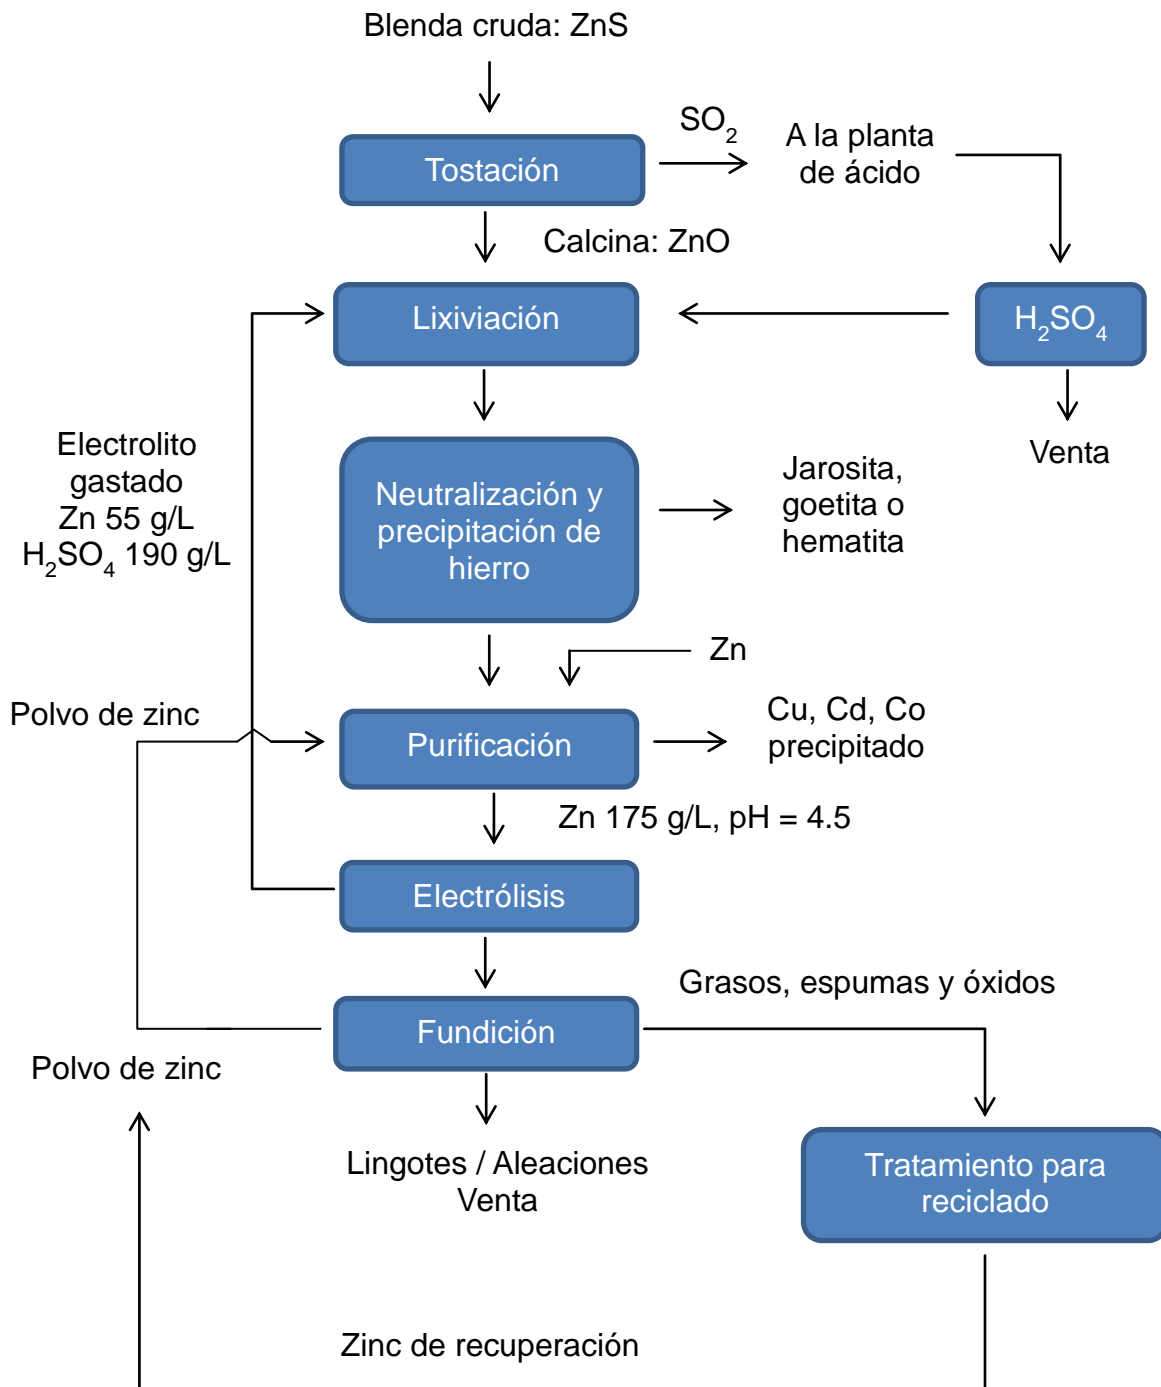 Blenda cruda: ZnS
SO2
Tostación
A la planta
de ácido
Calcina: ZnO
Lixiviación
H2SO4
Electrolito
gastado
Zn 55 g/L
H2SO4 190 g/L
Venta
Neutralización y
precipitación de
hierro
Jarosita,
goetita o
hematita
Zn
Polvo de zinc
Purificación
Cu, Cd, Co
precipitado
Zn 175 g/L, pH = 4.5
Electrólisis
Grasos, espumas y óxidos
Fundición
Polvo de zinc
Lingotes / Aleaciones
Venta
Tratamiento para
reciclado
Zinc de recuperación